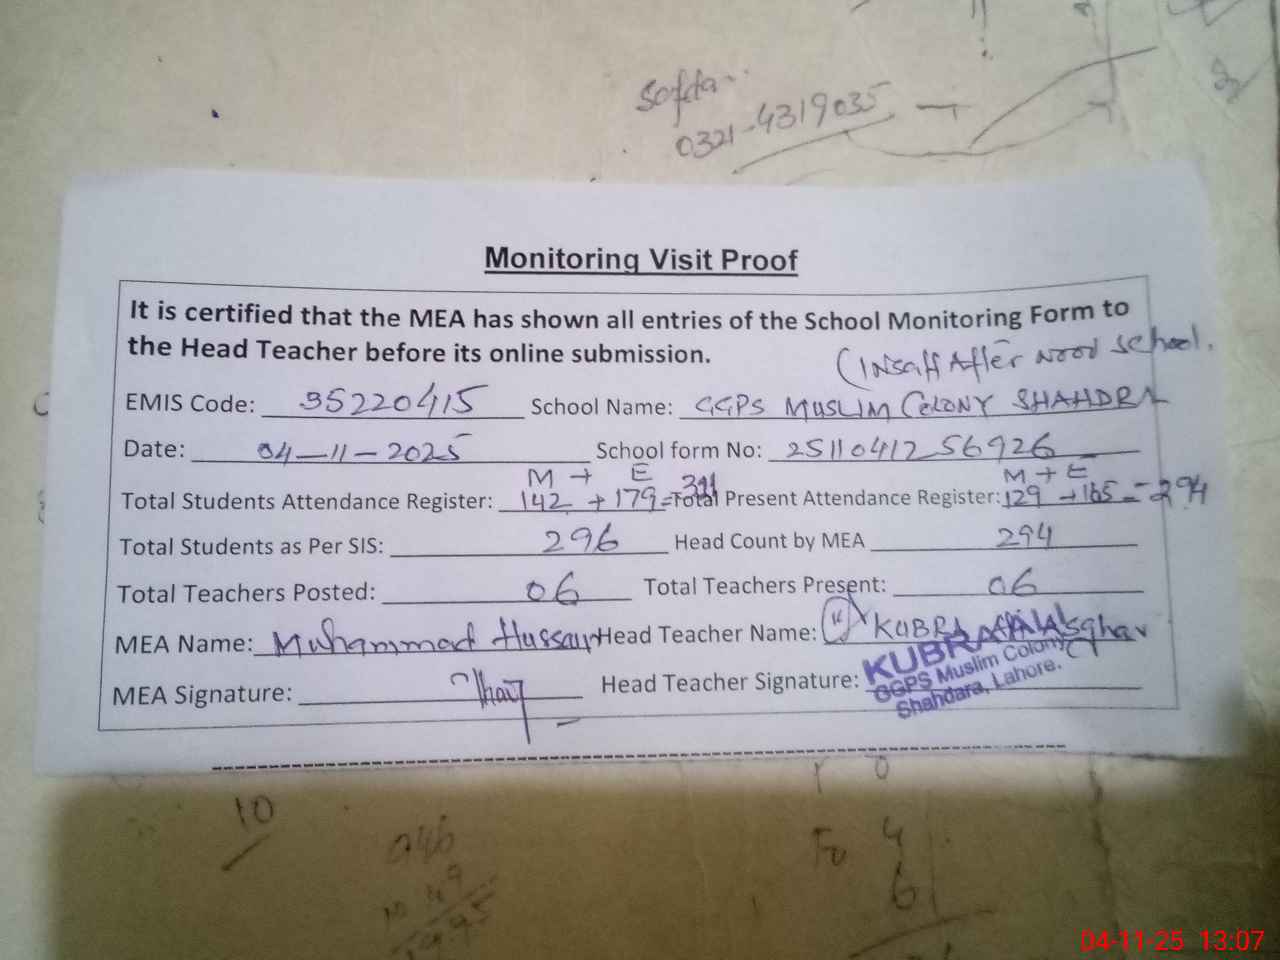 Safdar
0321-4319035
Monitoring Visit Proof
It is certified that the MEA has shown all entries of the School Monitoring Form to
the Head Teacher before its online submission.
(INSAFF AFTER NOOR SCHOOL.
EMIS Code: 35220415 School Name: GGPS MUSLIM COLONY SHAHDRA
Date: 04-11-2025 School form No: 2511041256926
M + E M + E
Total Students Attendance Register: 142 + 179 = 321 Total Present Attendance Register: 129 + 165 = 294
Total Students as Per SIS: 296 Head Count by MEA 294
Total Teachers Posted: 06 Total Teachers Present: 06
MEA Name: Muhammad Hussain Head Teacher Name: KUBRA Asghar
MEA Signature: Head Teacher Signature:
KUBRA
GGPS Muslim Colony
Shahdara, Lahore.
10
4
6
04-11-25 13:07